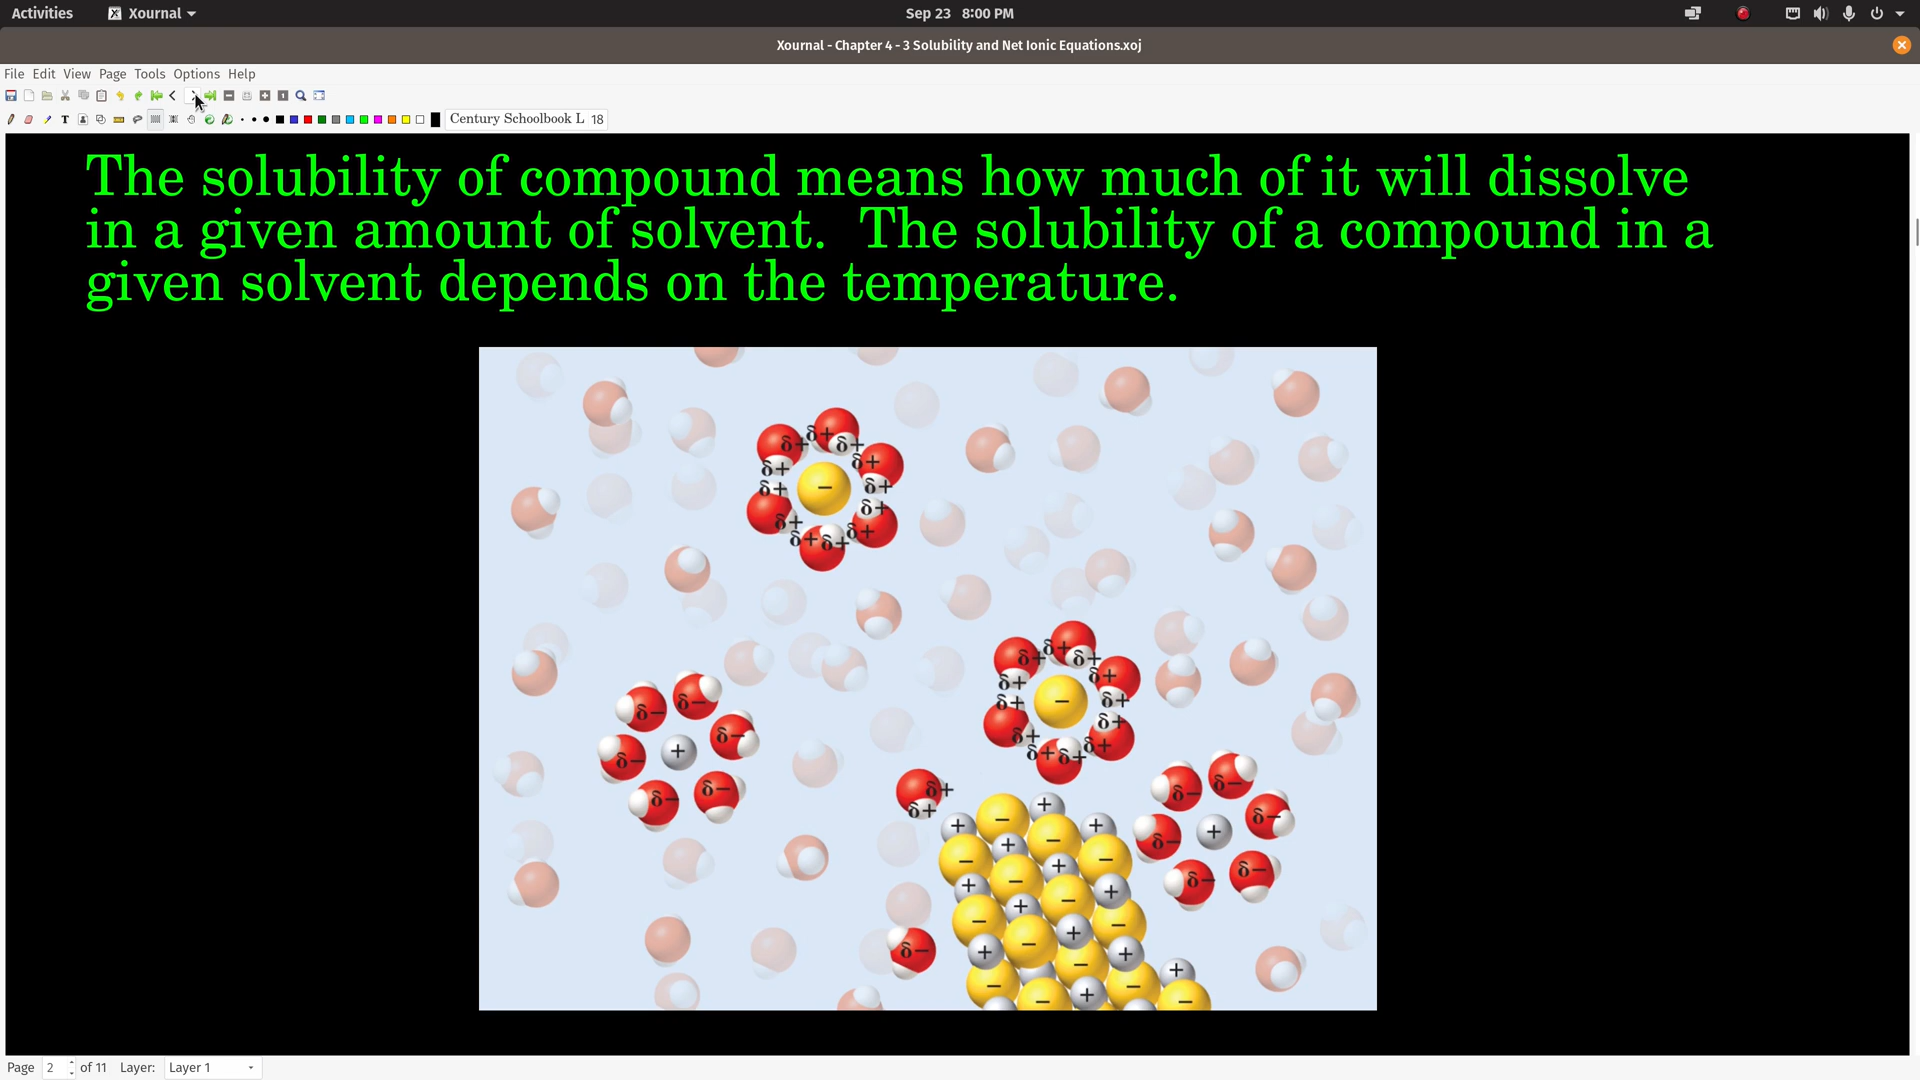 Activities Xournal Sep 23 8:00 PM
Xournal - Chapter 4 - 3 Solubility and Net Ionic Equations.xoj
File Edit View Page Tools Options Help
T Century Schoolbook L 18
The solubility of compound means how much of it will dissolve
in a given amount of solvent. The solubility of a compound in a
given solvent depends on the temperature.
δ+ δ+ δ+ δ+ δ+ δ+ δ+ δ+ δ+ δ+ δ+ δ+
−
δ+ δ+ δ+ δ+ δ+ δ+ δ+ δ+ δ+ δ+ δ+ δ+
−
δ− δ− δ− δ− δ− δ−
+
δ− δ− δ− δ− δ− δ−
+
δ+ δ+
δ−
+ − + − + − + − + − + − + − + − + − + − + − + − + − + − + −
Page 2 of 11 Layer: Layer 1